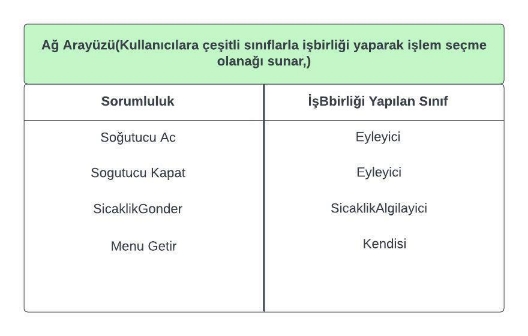 Ağ Arayüzü(Kullanıcılara çeşitli sınıflarla işbirliği yaparak işlem seçme
olanağı sunar,)
Sorumluluk İşBbirliği Yapılan Sınıf
Soğutucu Ac Eyleyici
Sogutucu Kapat Eyleyici
SicaklikGonder SicaklikAlgilayici
Menu Getir Kendisi